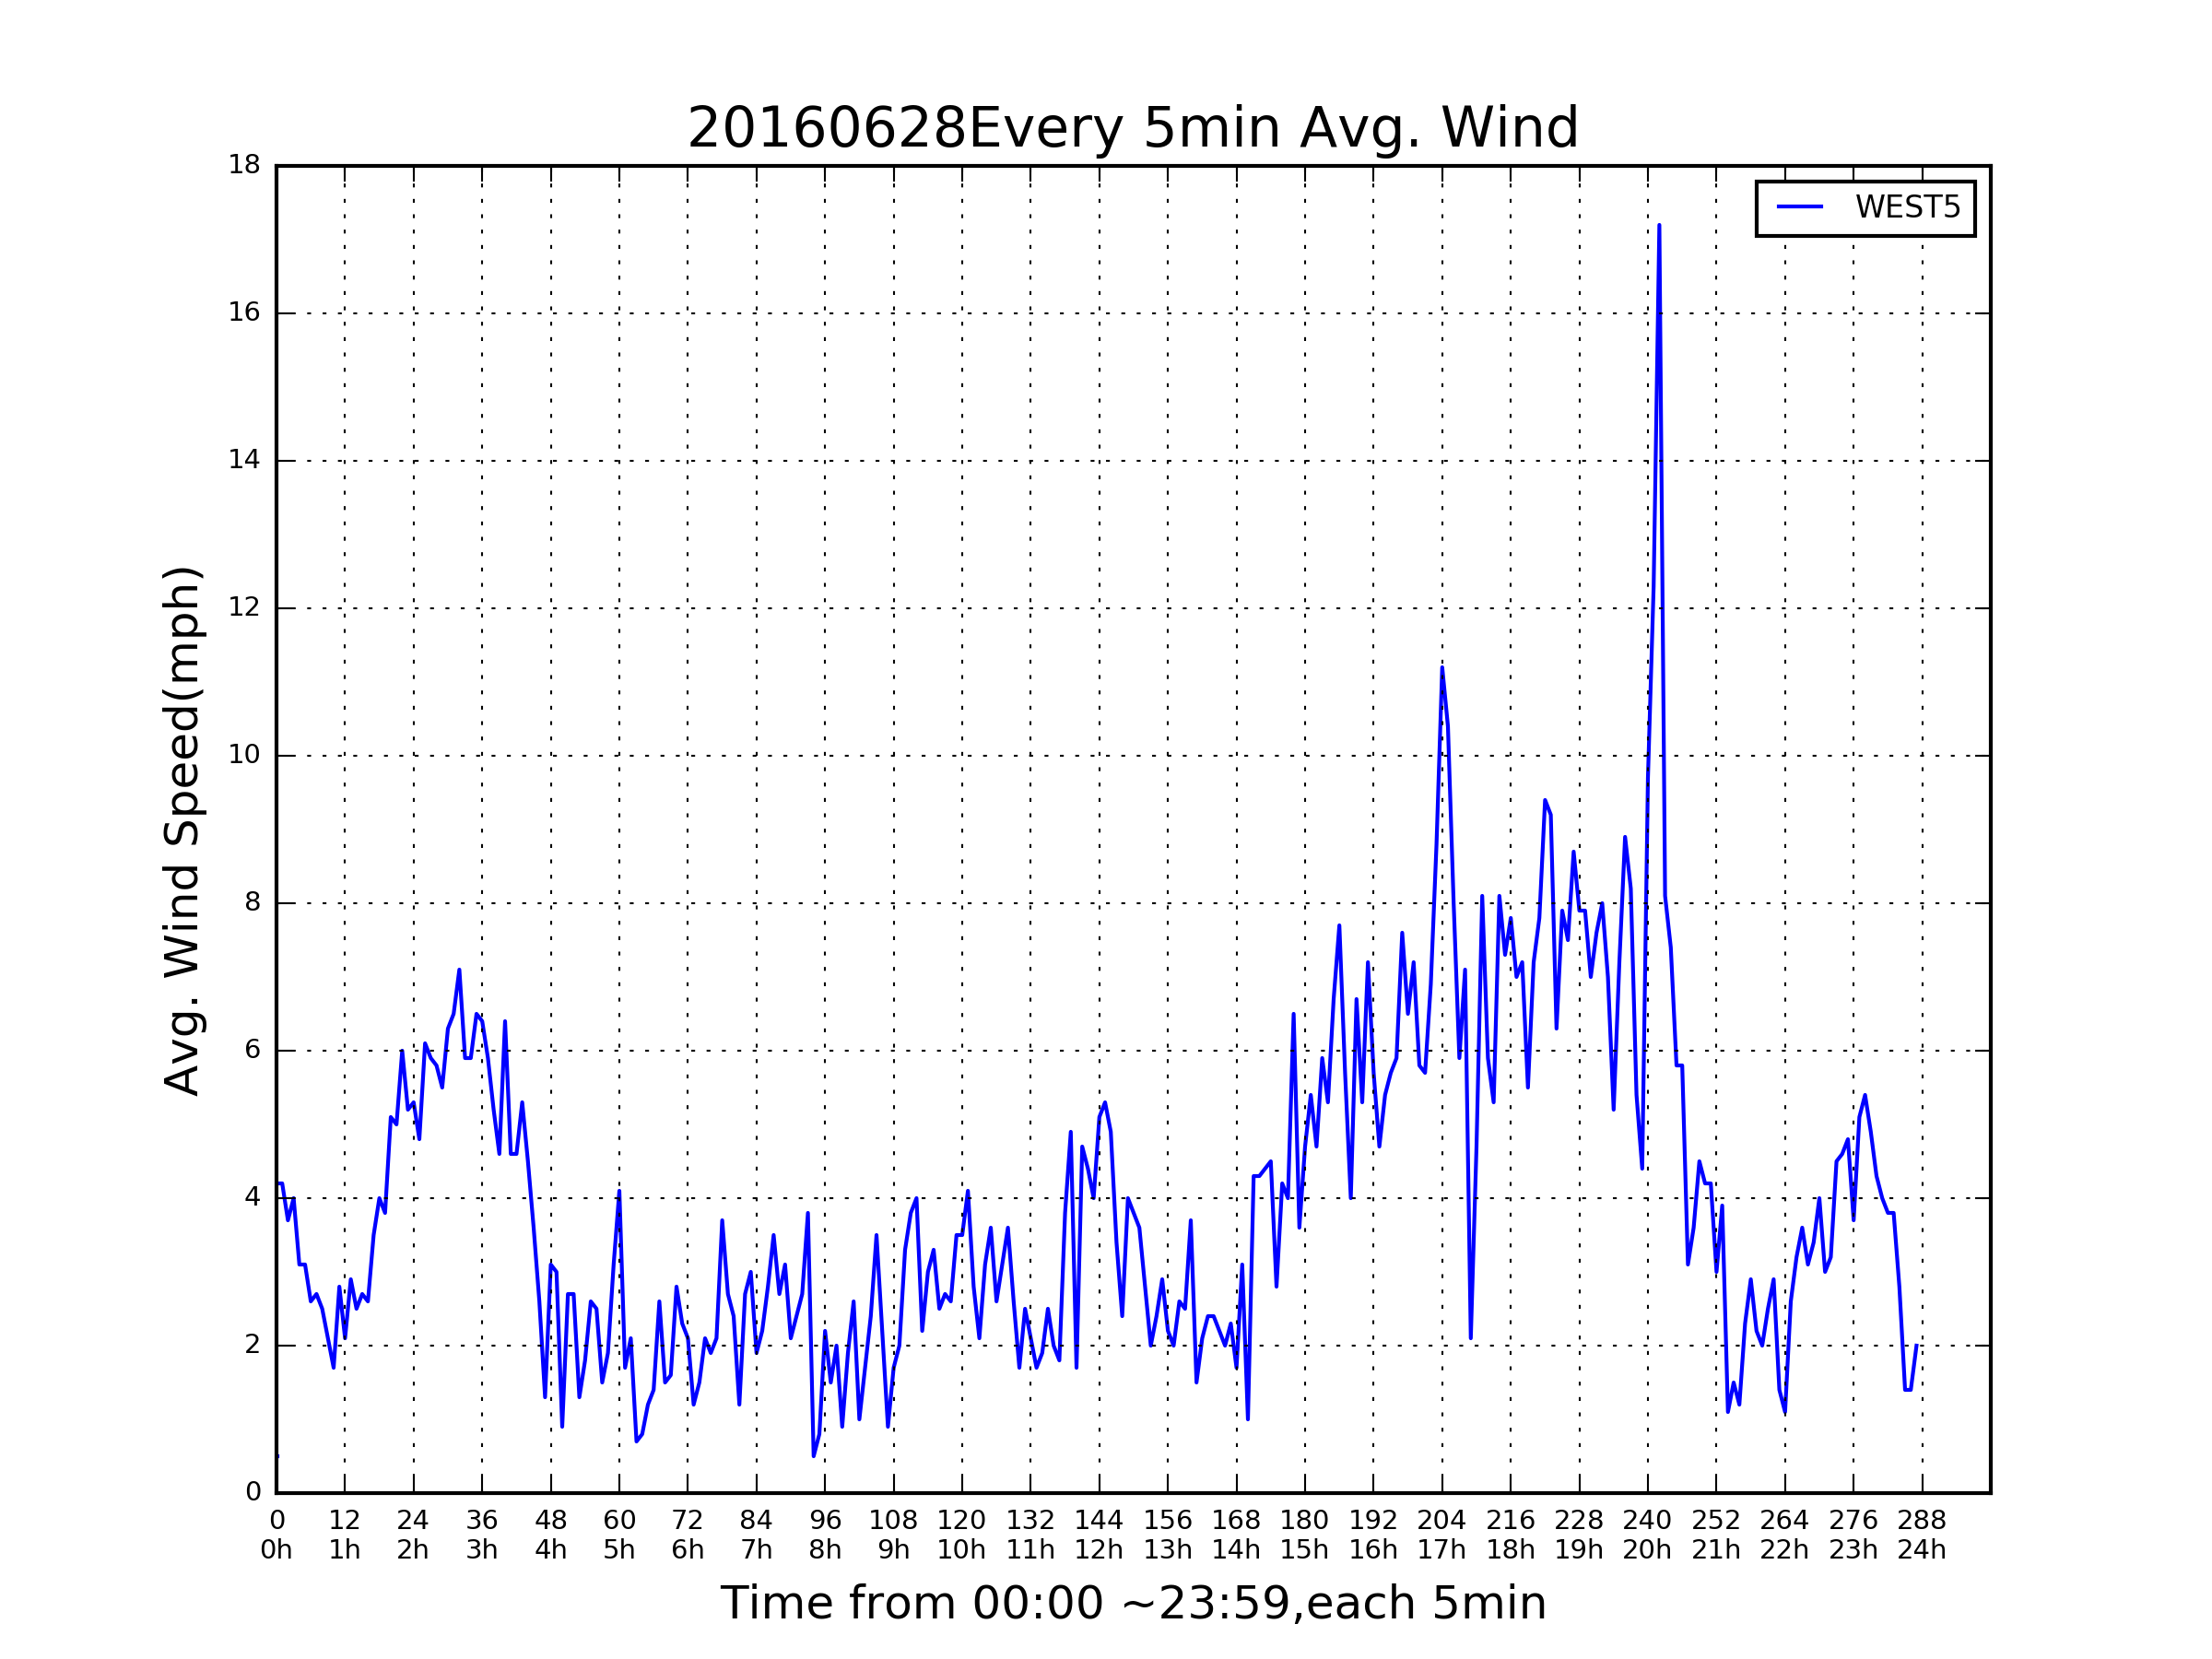 20160628Every 5min Avg. Wind
WEST5
Avg. Wind Speed(mph)
18
16
14
12
10
8
6
4
2
0
0 12 24 36 48 60 72 84 96 108 120 132 144 156 168 180 192 204 216 228 240 252 264 276 288
0h 1h 2h 3h 4h 5h 6h 7h 8h 9h 10h 11h 12h 13h 14h 15h 16h 17h 18h 19h 20h 21h 22h 23h 24h
Time from 00:00 ~23:59,each 5min